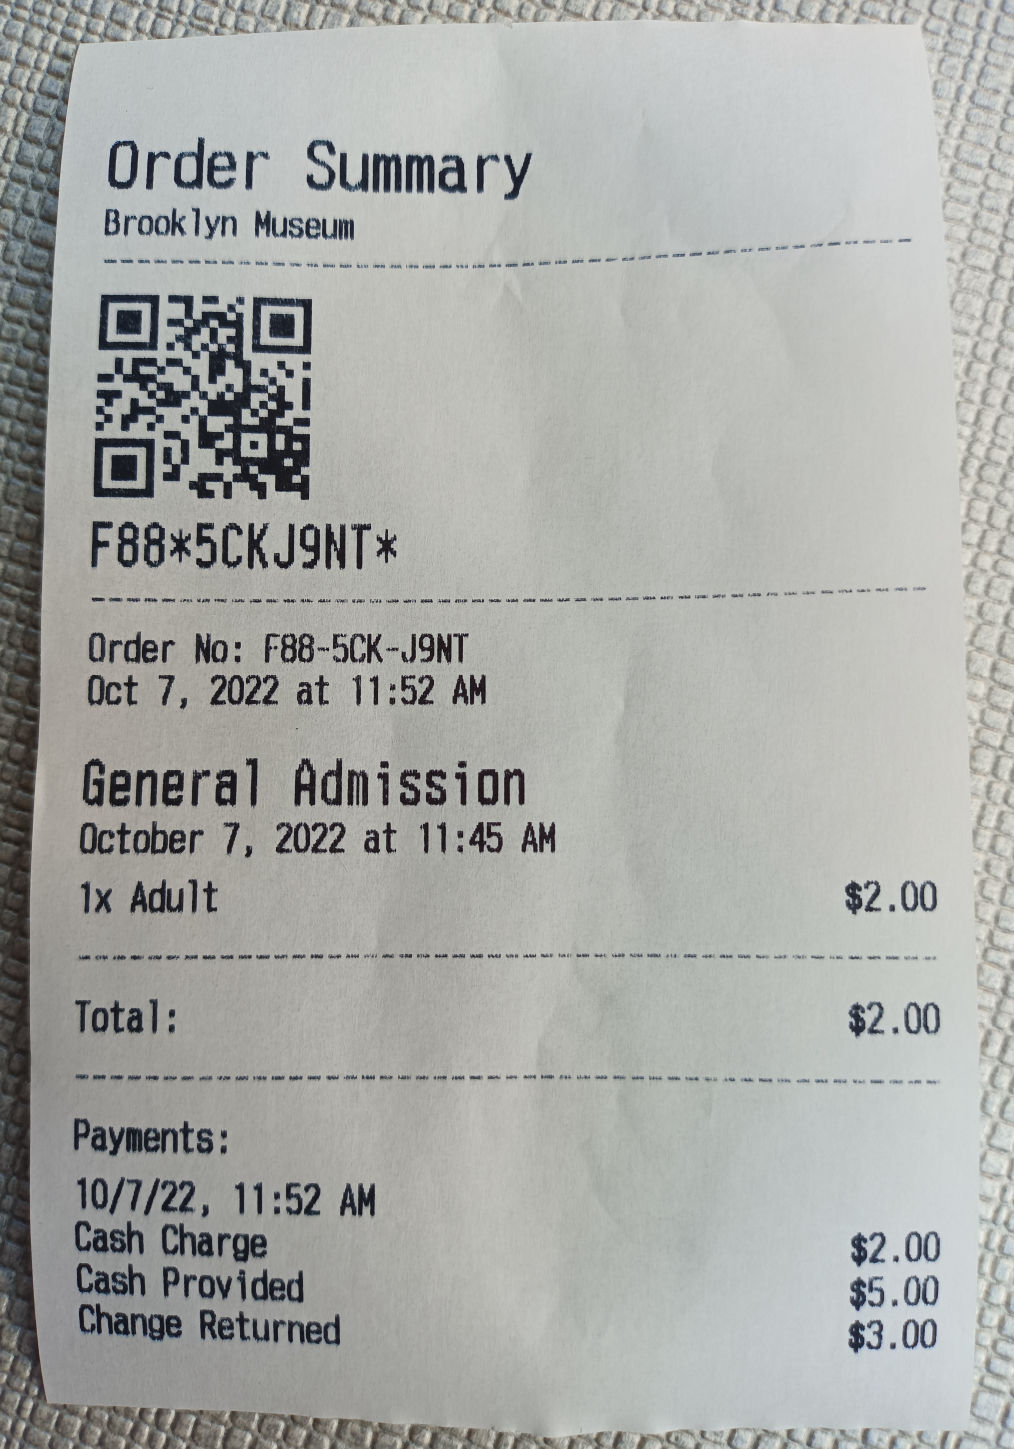 Order Summary
Brooklyn Museum
F88*5CKJ9NT*
Order No: F88-5CK-J9NT
Oct 7, 2022 at 11:52 AM
General Admission
October 7, 2022 at 11:45 AM
1x Adult $2.00
Total: $2.00
Payments:
10/7/22, 11:52 AM
Cash Charge $2.00
Cash Provided $5.00
Change Returned $3.00